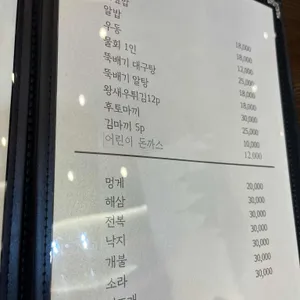 알밥 18,000
우동 12,000
물회 1인 25,000
뚝배기 대구탕 18,000
뚝배기 알탕 18,000
왕새우튀김12p 30,000
후토마끼 25,000
김마끼 5p 10,000
어린이 돈까스 12,000
멍게 20,000
해삼 30,000
전복 30,000
낙지 30,000
개불 30,000
소라 30,000